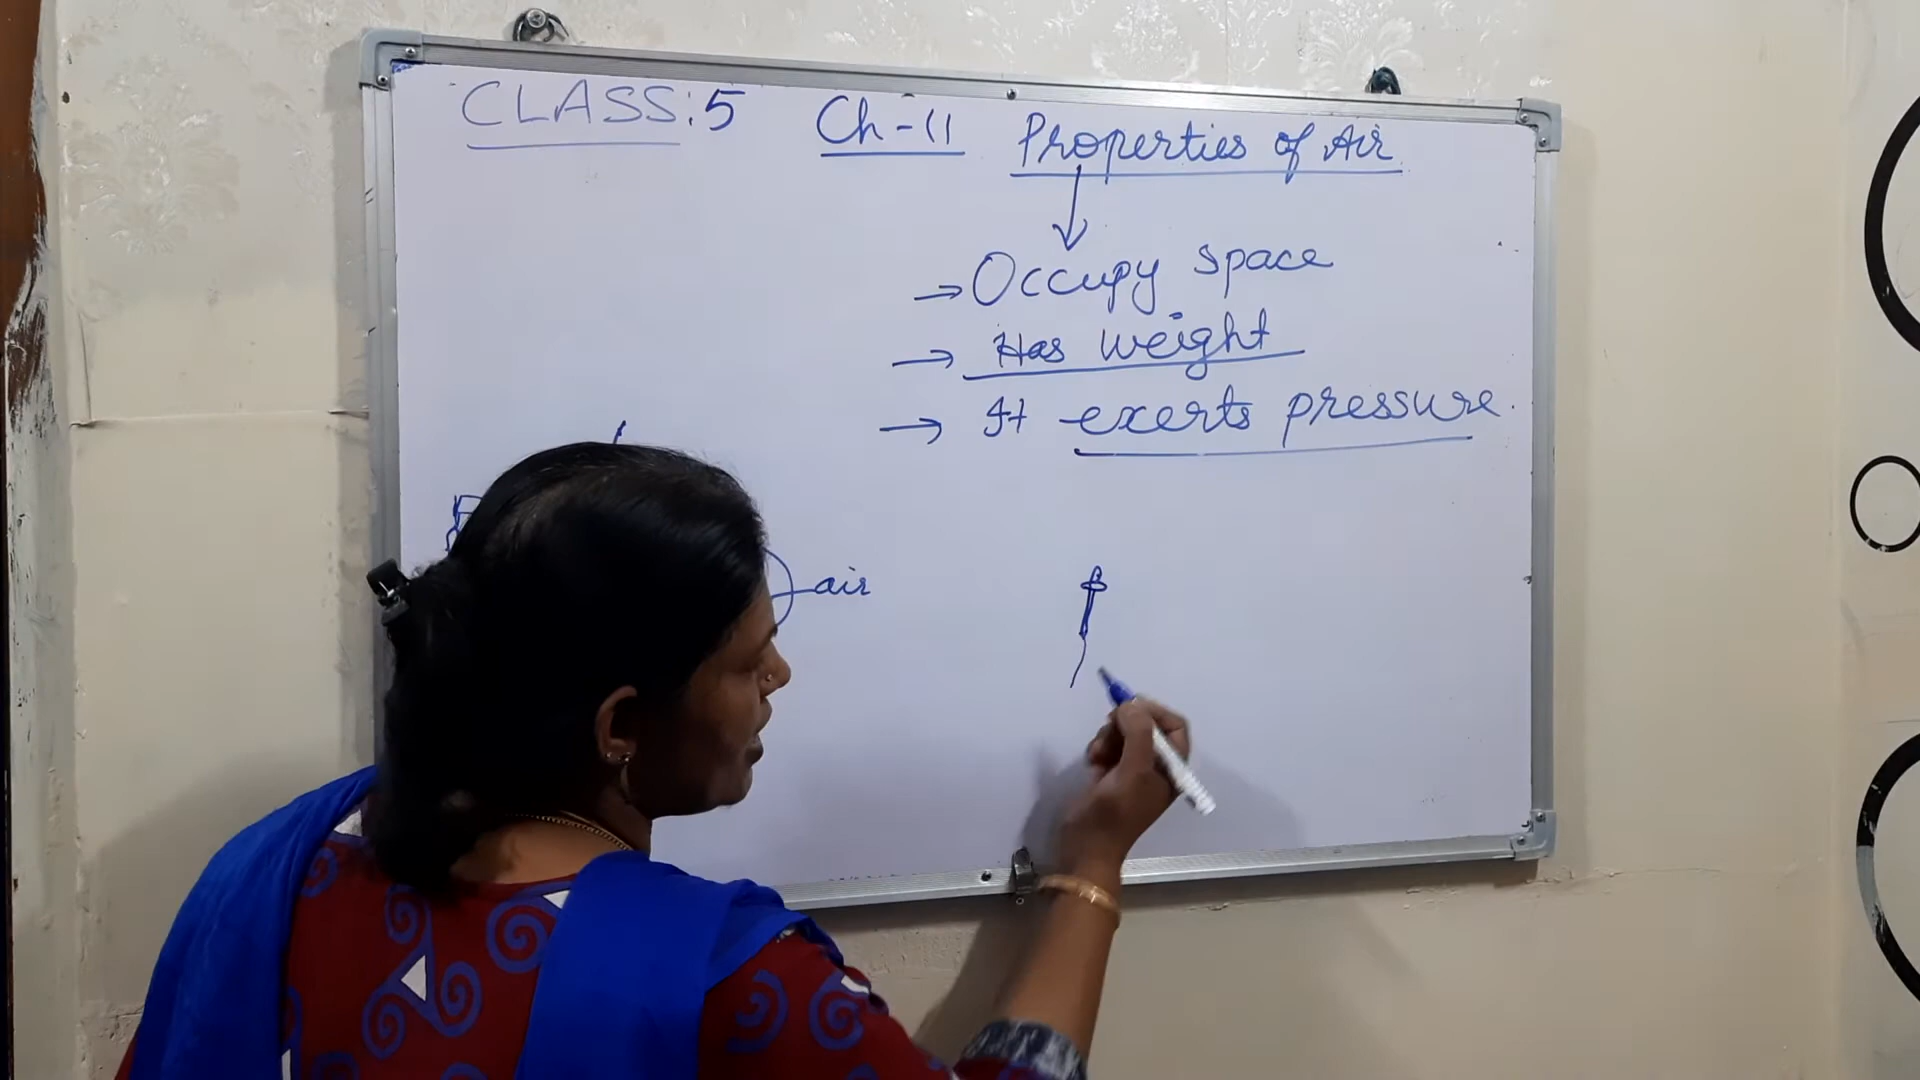 CLASS:5 Ch-11 Properties of Air
→ Occupy space
→ Has weight
→ It exerts pressure.
air